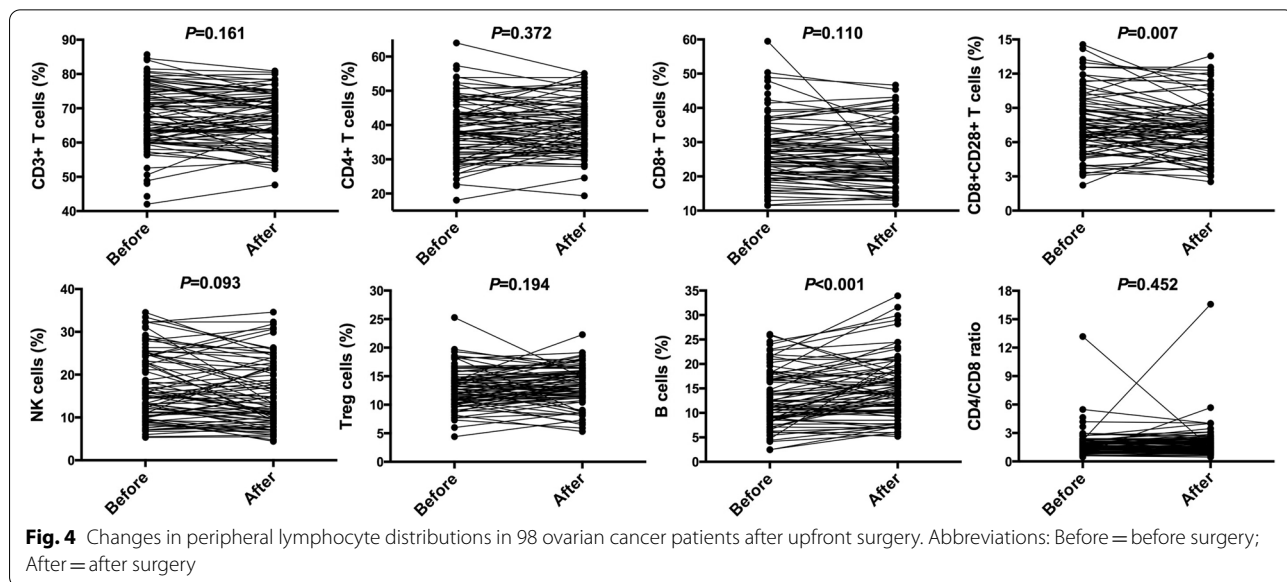 P=0.161
CD3+ T cells (%)
90
80
70
60
50
40
Before
After
P=0.372
CD4+ T cells (%)
60
50
40
30
20
Before
After
P=0.110
CD8+ T cells (%)
60
50
40
30
20
10
Before
After
P=0.007
CD8+CD28+ T cells (%)
15
12
9
6
3
0
Before
After
P=0.093
NK cells (%)
40
30
20
10
0
Before
After
P=0.194
Treg cells (%)
30
25
20
15
10
5
0
Before
After
P<0.001
B cells (%)
35
30
25
20
15
10
5
0
Before
After
P=0.452
CD4/CD8 ratio
18
15
12
9
6
3
0
Before
After
Fig. 4 Changes in peripheral lymphocyte distributions in 98 ovarian cancer patients after upfront surgery. Abbreviations: Before = before surgery;
After = after surgery